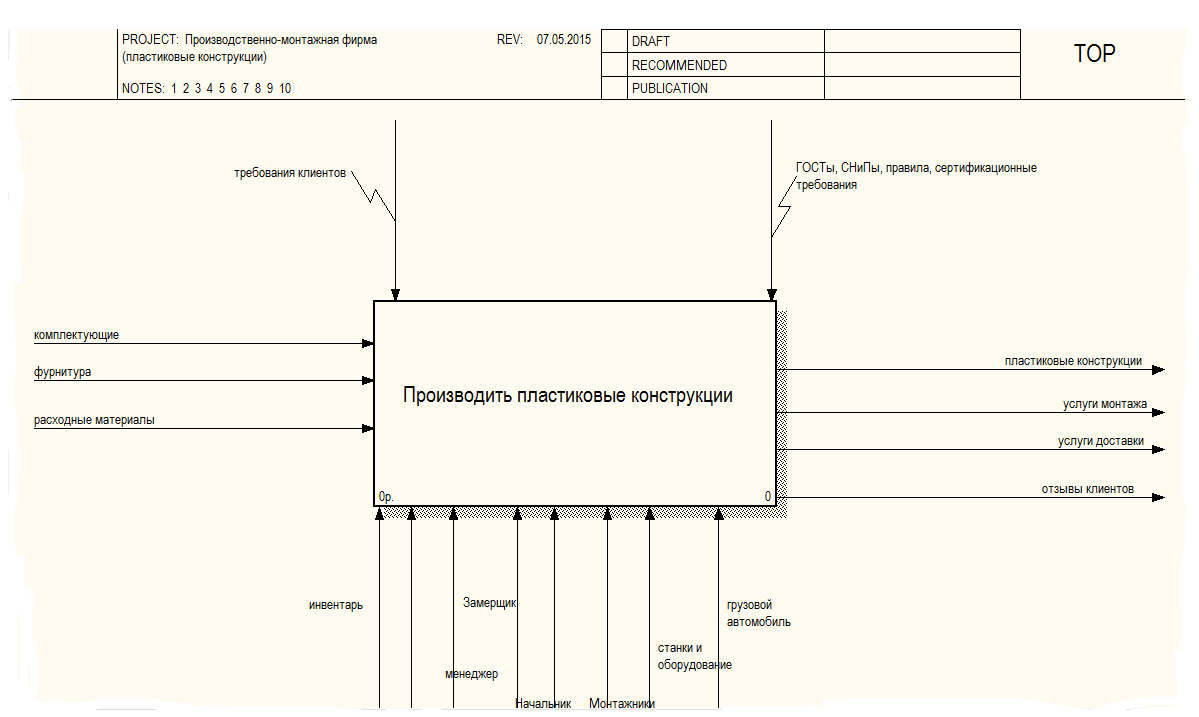 PROJECT: Производственно-монтажная фирма
(пластиковые конструкции)
REV: 07.05.2015
NOTES: 1 2 3 4 5 6 7 8 9 10
DRAFT
RECOMMENDED
PUBLICATION
TOP
требования клиентов
ГОСТы, СНиПы, правила, сертификационные
требования
комплектующие
фурнитура
расходные материалы
Производить пластиковые конструкции
0р.
0
пластиковые конструкции
услуги монтажа
услуги доставки
отзывы клиентов
инвентарь
Замерщик
грузовой
автомобиль
станки и
оборудование
менеджер
Начальник
Монтажники